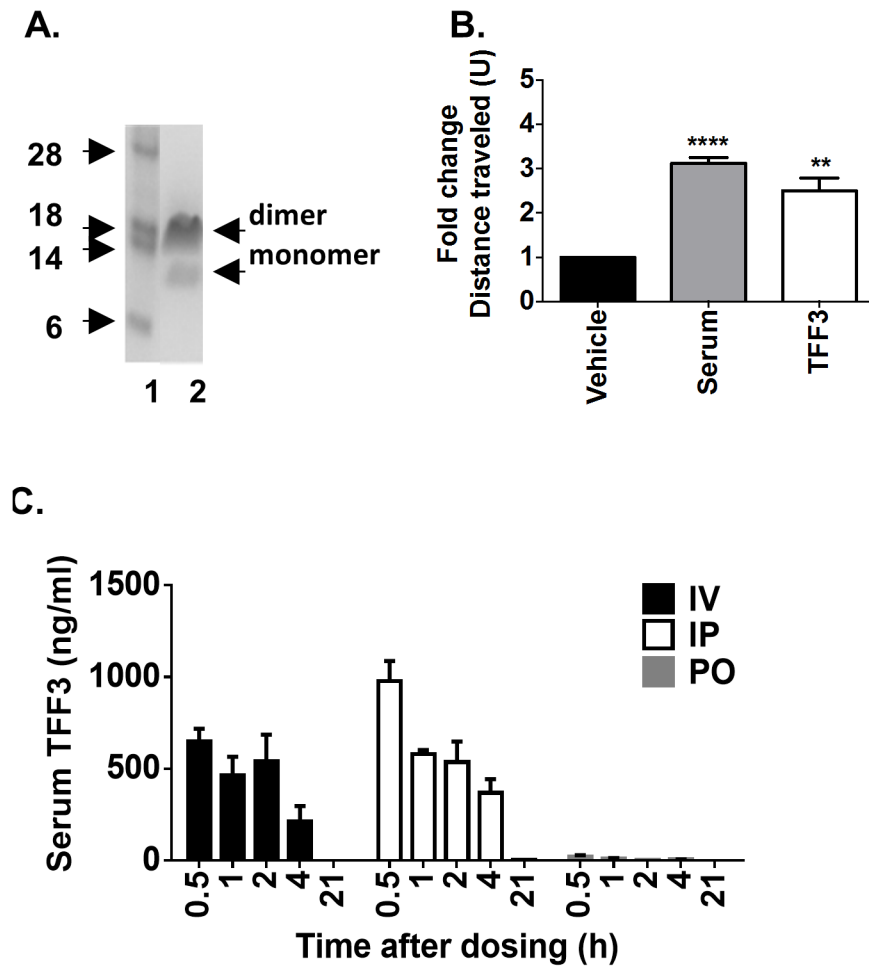 A.
28
18
14
6
dimer
monomer
1 2
B.
Fold change
Distance traveled (U)
5
4
3
2
1
0
****
**
Vehicle
Serum
TFF3
C.
Serum TFF3 (ng/ml)
1500
1000
500
0
IV
IP
PO
0.5 1 2 4 21 0.5 1 2 4 21 0.5 1 2 4 21
Time after dosing (h)